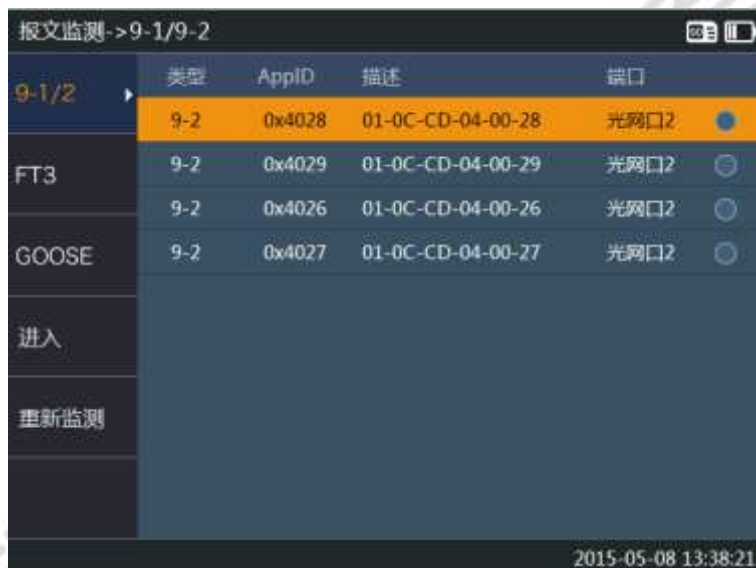 报文监测->9-1/9-2
9-1/2
FT3
GOOSE
进入
重新监测
类型 AppID 描述 端口
9-2 0x4028 01-0C-CD-04-00-28 光网口2
9-2 0x4029 01-0C-CD-04-00-29 光网口2
9-2 0x4026 01-0C-CD-04-00-26 光网口2
9-2 0x4027 01-0C-CD-04-00-27 光网口2
2015-05-08 13:38:21